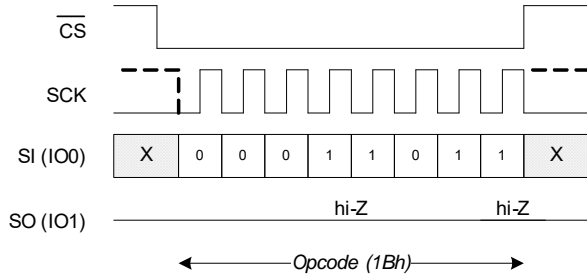 CS
SCK
SI (IO0) X 0 0 0 1 1 0 1 1 X
SO (IO1) hi-Z hi-Z
Opcode (1Bh)